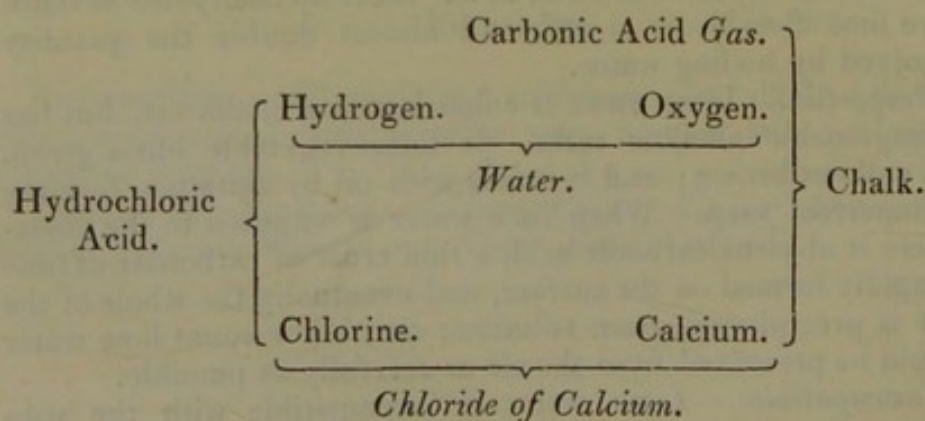 Carbonic Acid Gas.
Hydrogen. Oxygen.
Water.
Hydrochloric Acid.
Chalk.
Chlorine. Calcium.
Chloride of Calcium.